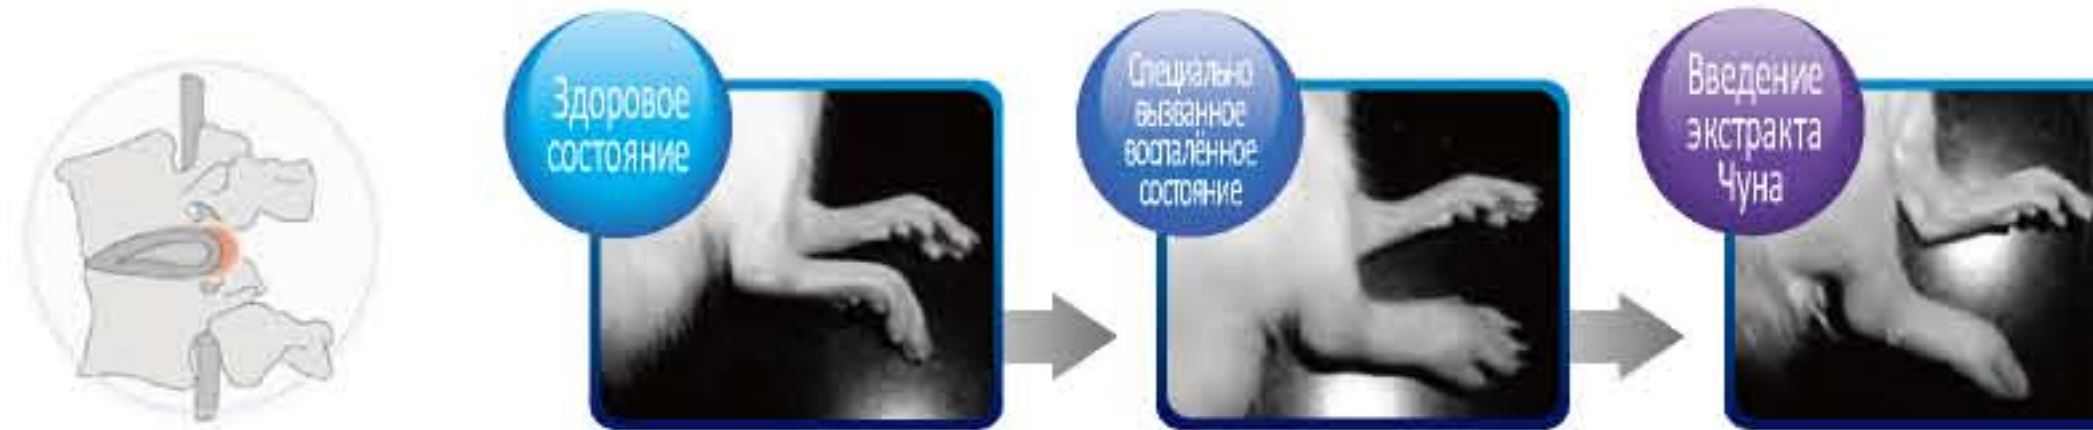 Здоровое
состояние
Специально
вызванное
воспалённое
состояние
Введение
экстракта
Чуна